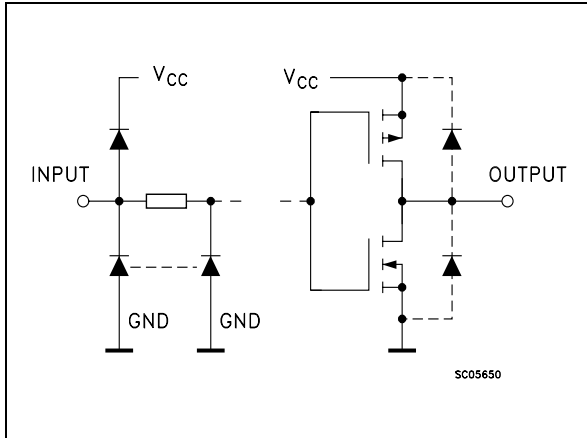 VCC
VCC
INPUT
OUTPUT
GND
GND
SC05650